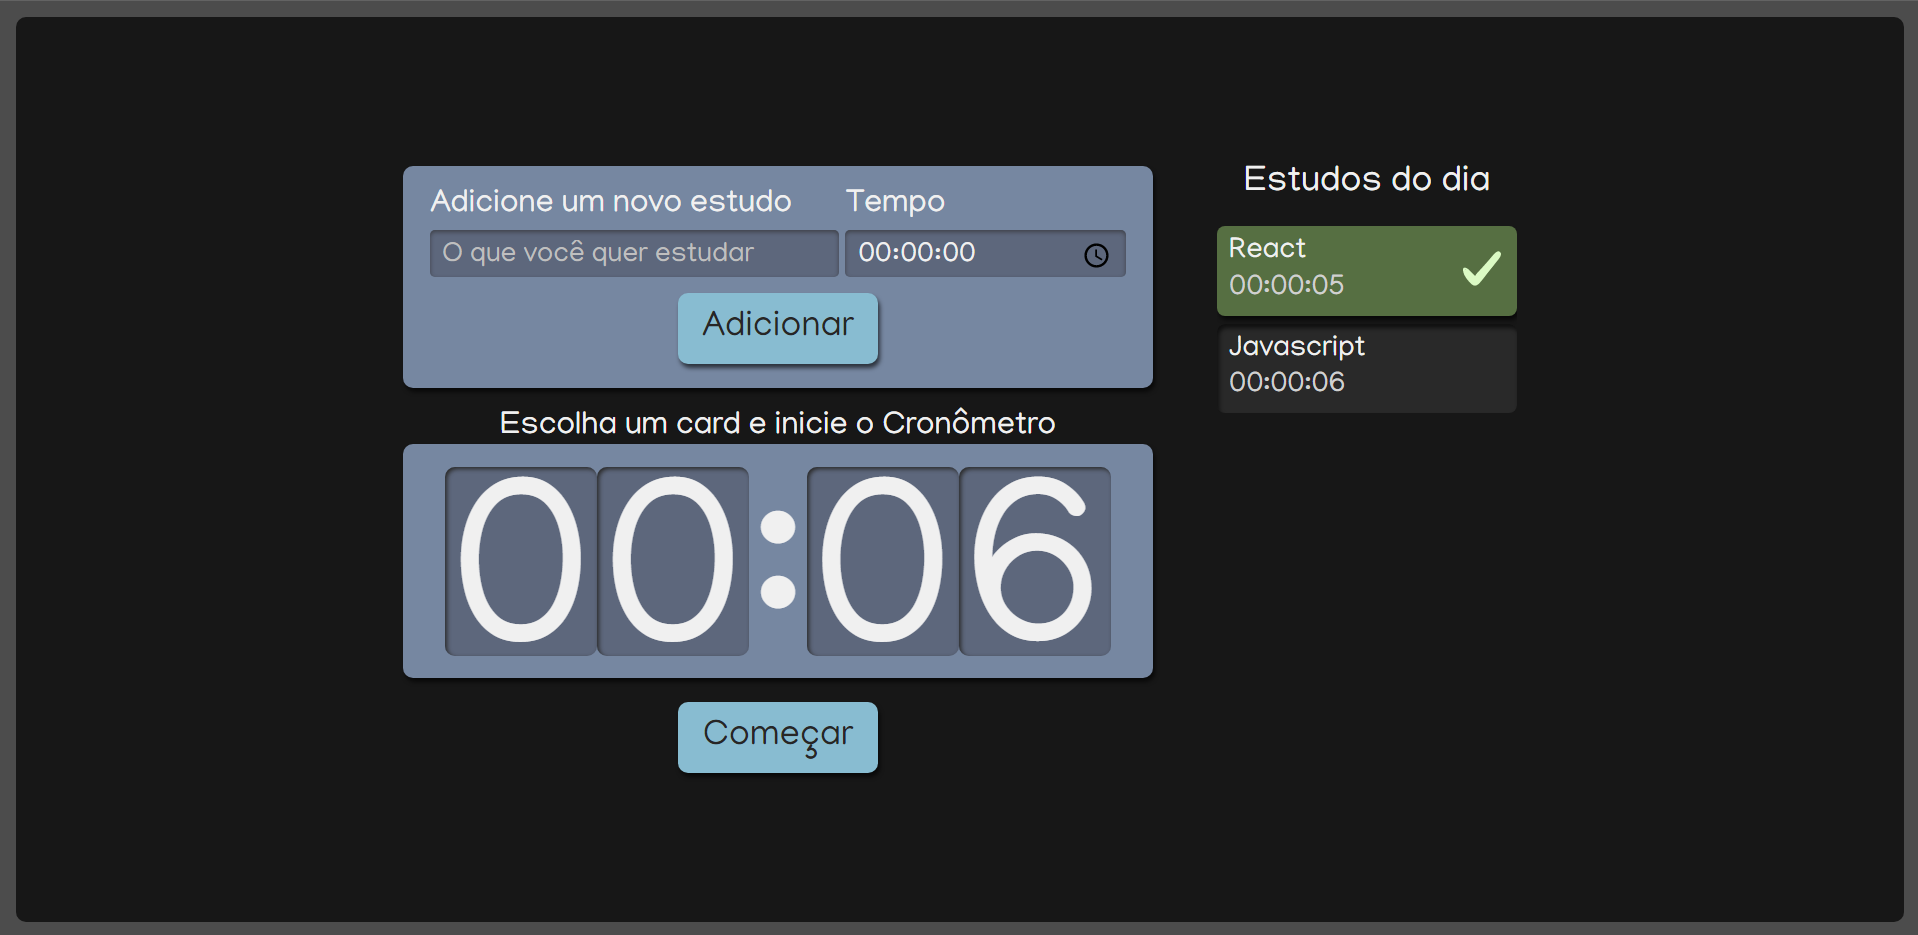 Adicione um novo estudo
Tempo
O que você quer estudar
00:00:00
Adicionar
Escolha um card e inicie o Cronômetro
00:06
Começar
Estudos do dia
React
00:00:05
Javascript
00:00:06